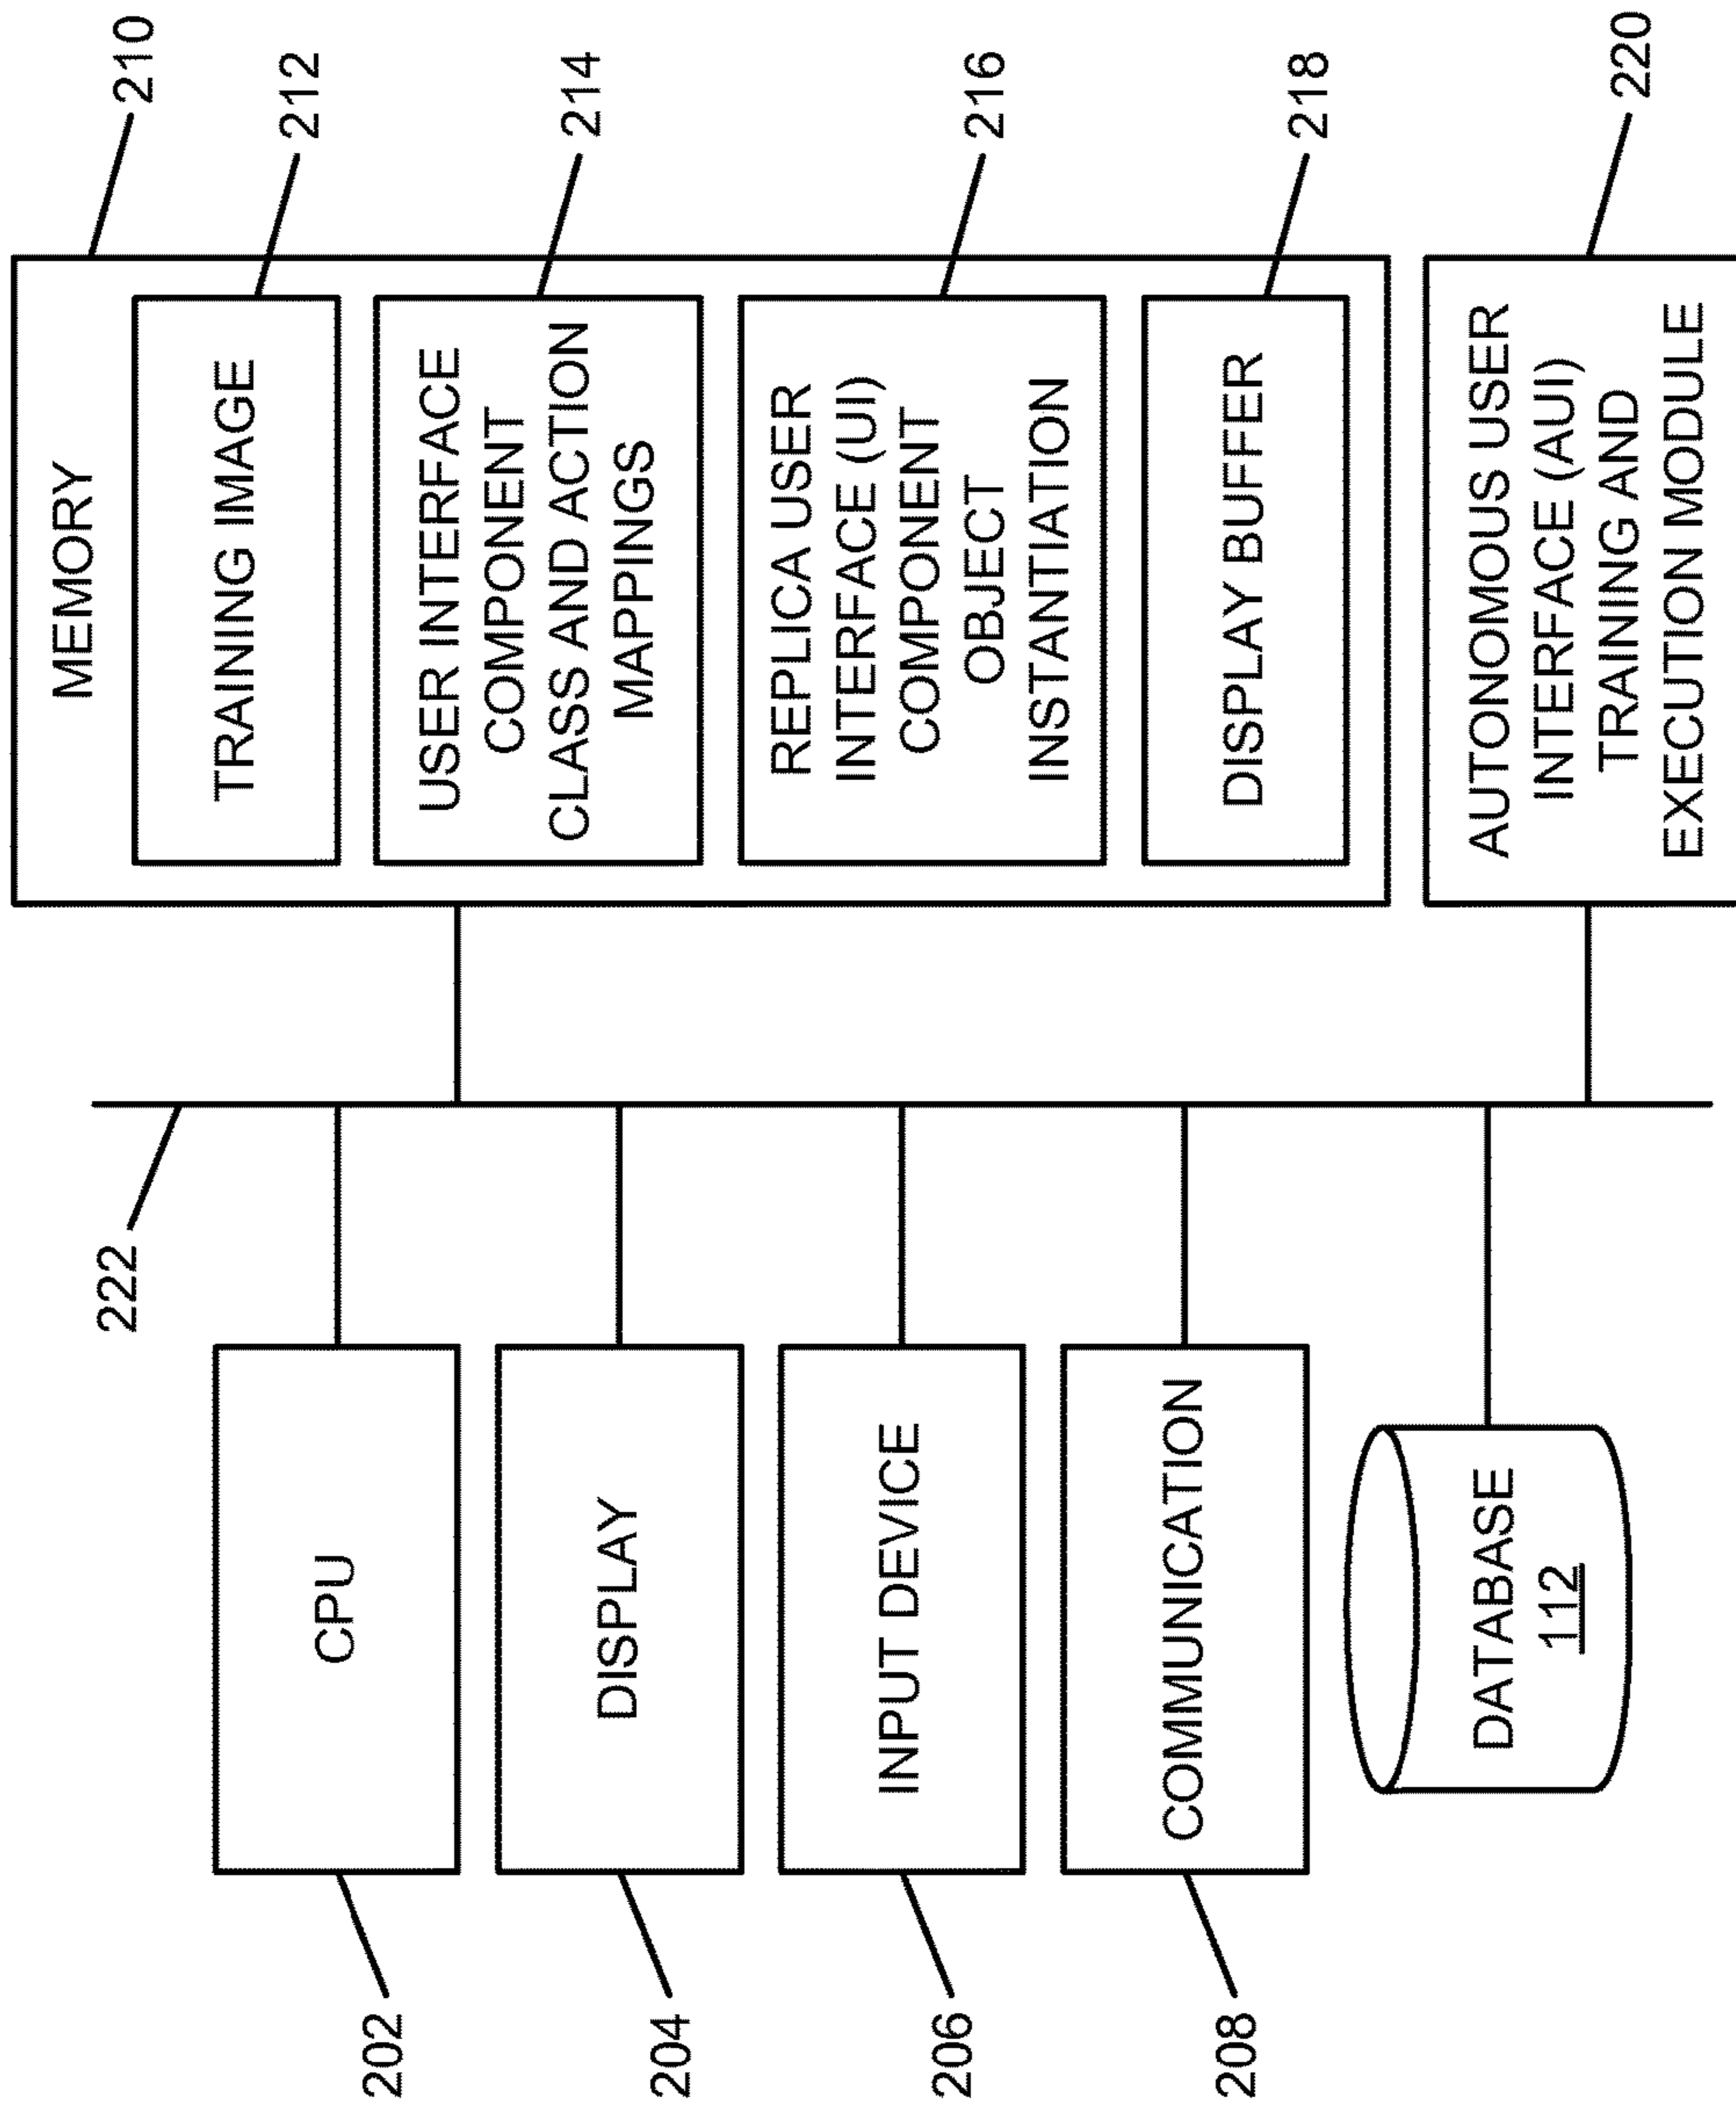 202
CPU
204
DISPLAY
206
INPUT DEVICE
208
COMMUNICATION
DATABASE
112
222
MEMORY
210
TRAINING IMAGE
212
USER INTERFACE
COMPONENT
CLASS AND ACTION
MAPPINGS
214
REPLICA USER
INTERFACE (UI)
COMPONENT
OBJECT
INSTANTIATION
216
DISPLAY BUFFER
218
AUTONOMOUS USER
INTERFACE (AUI)
TRAINING AND
EXECUTION MODULE
220